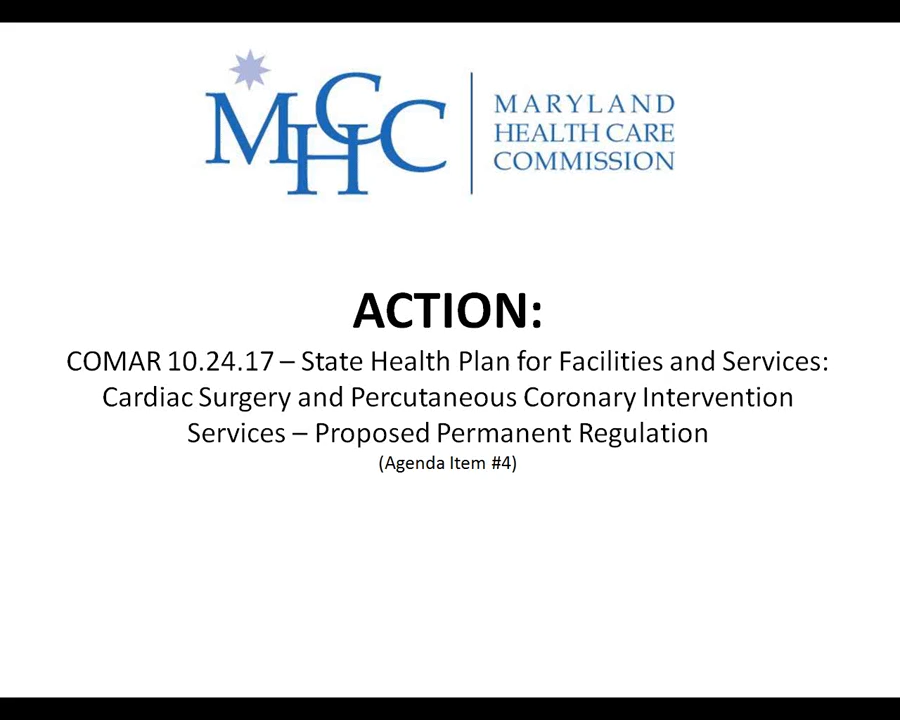 MHCC
MARYLAND
HEALTH CARE
COMMISSION
ACTION:
COMAR 10.24.17 – State Health Plan for Facilities and Services:
Cardiac Surgery and Percutaneous Coronary Intervention
Services – Proposed Permanent Regulation
(Agenda Item #4)